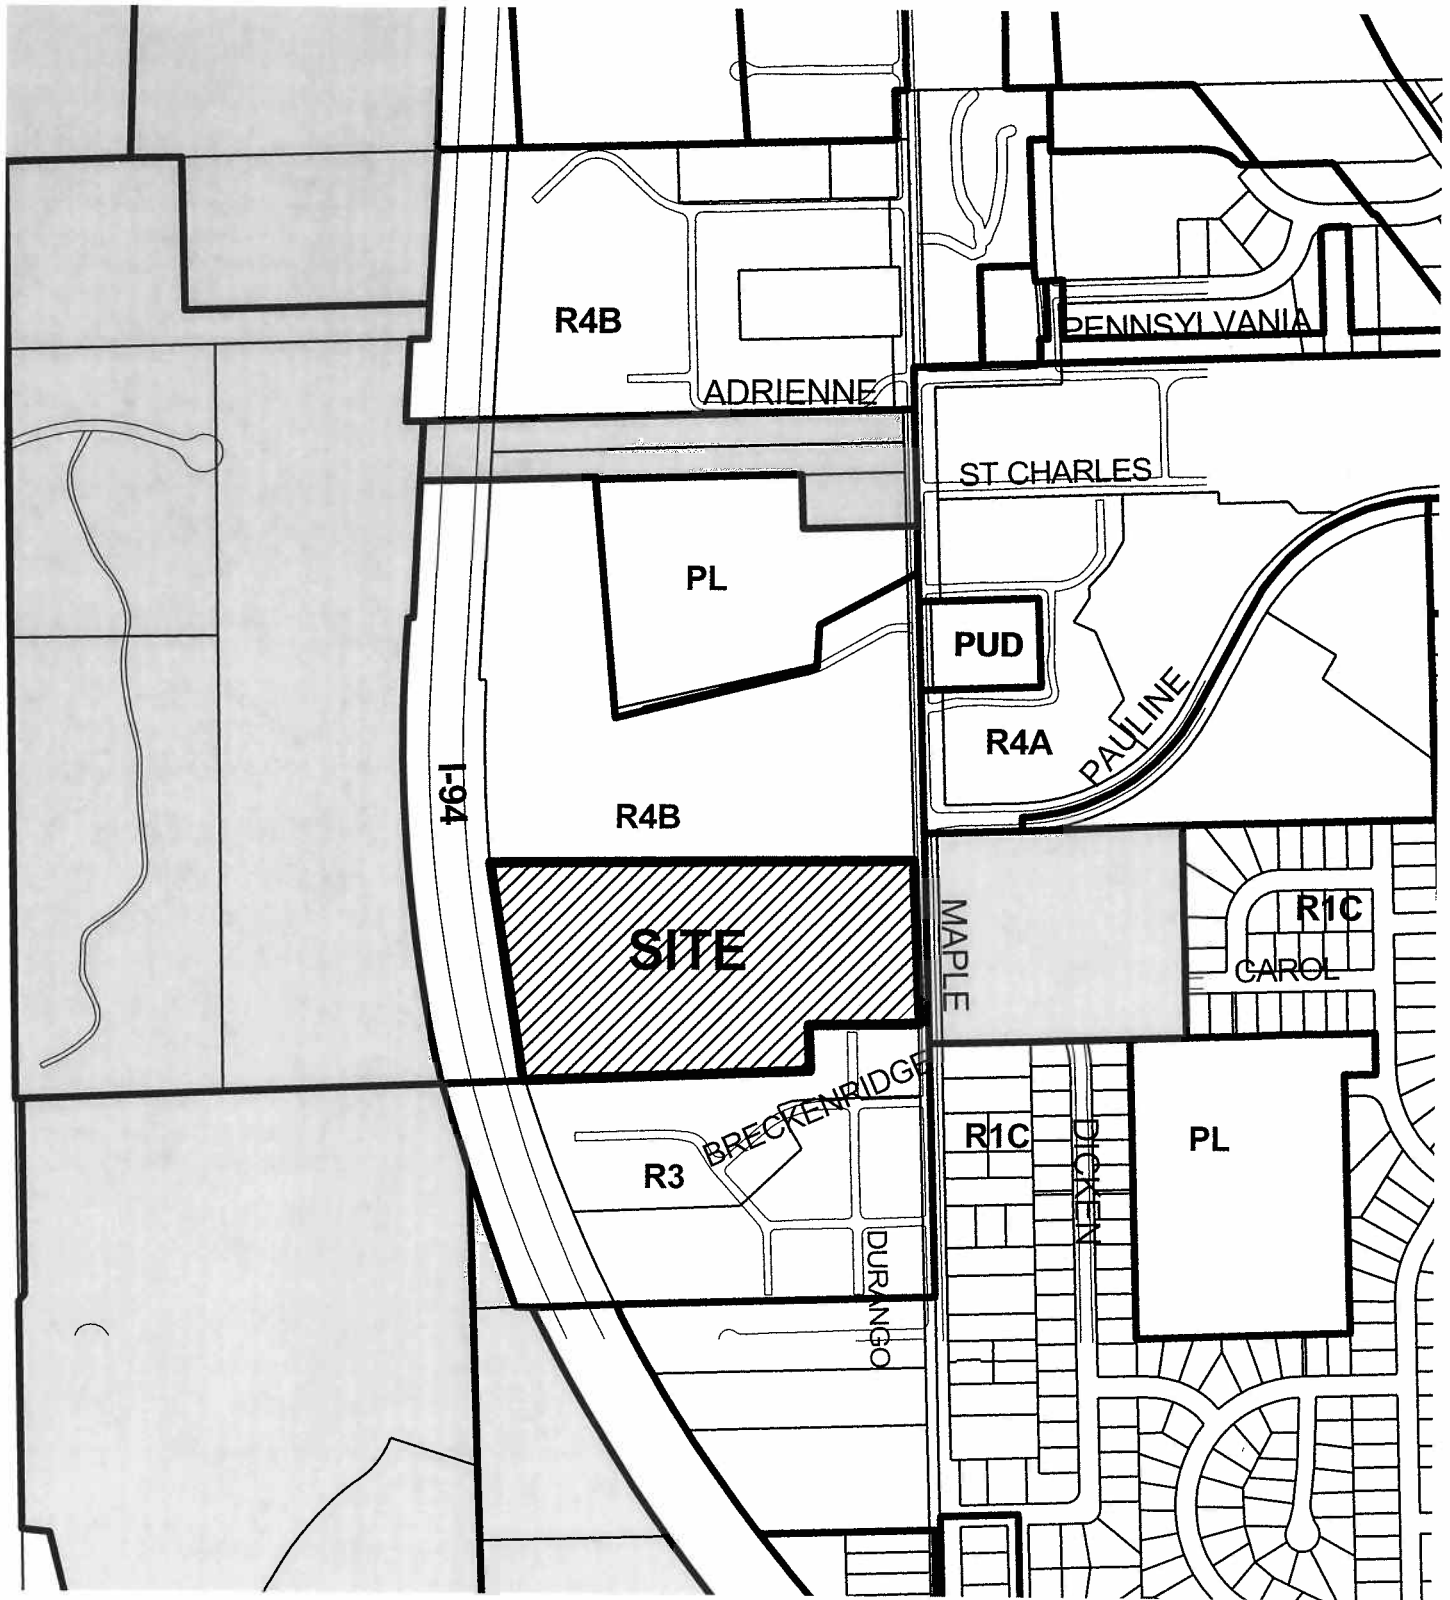 R4B
PENNSYLVANIA
ADRIENNE
ST CHARLES
PL
PUD
R4A
PAULINE
I-94
R4B
SITE
MAPLE
R1C
CAROL
BRECKENRIDGE
R1C
DICKEN
PL
R3
DURANGO